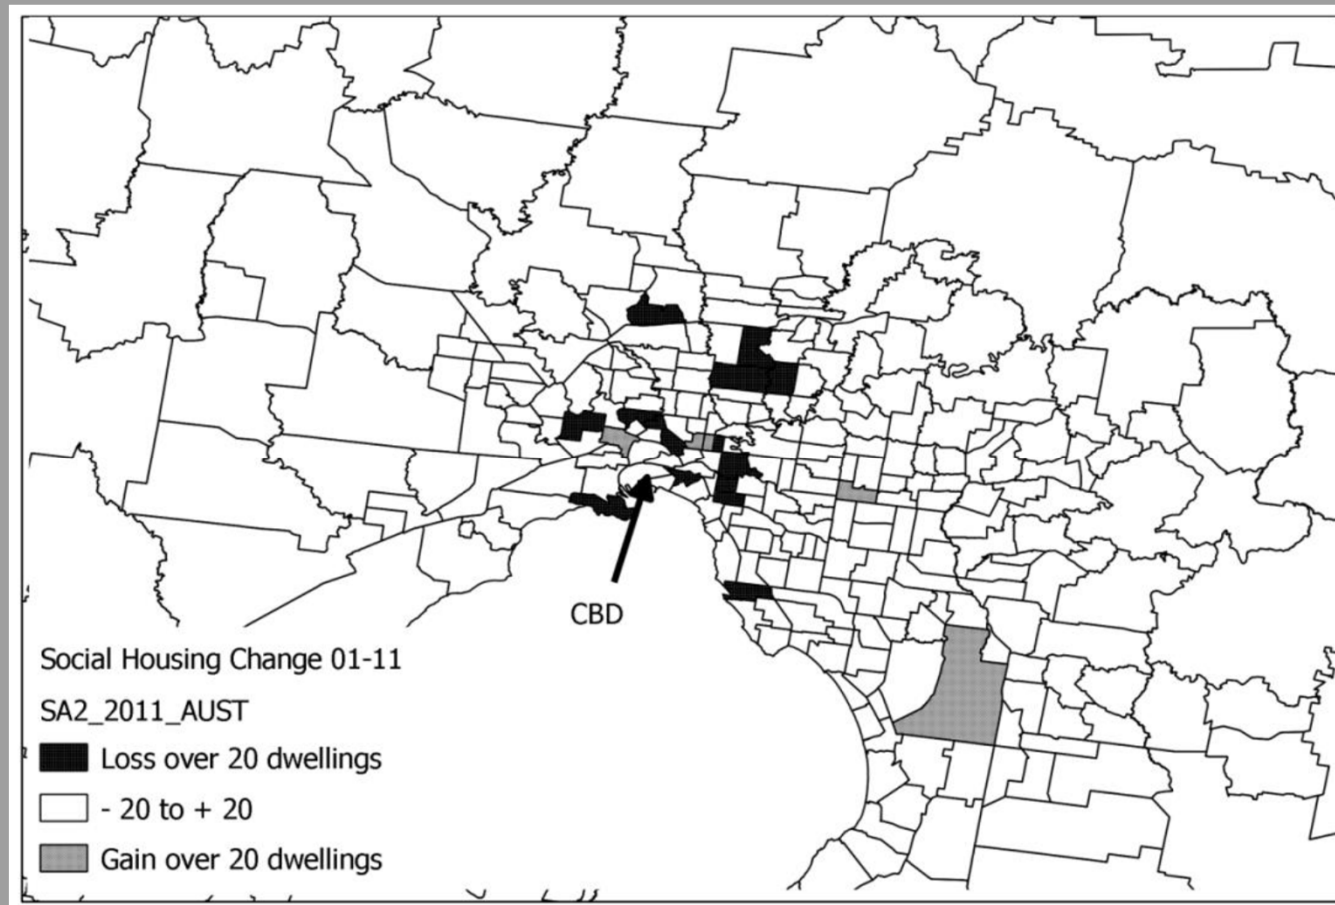 CBD
Social Housing Change 01-11
SA2_2011_AUST
Loss over 20 dwellings
- 20 to + 20
Gain over 20 dwellings